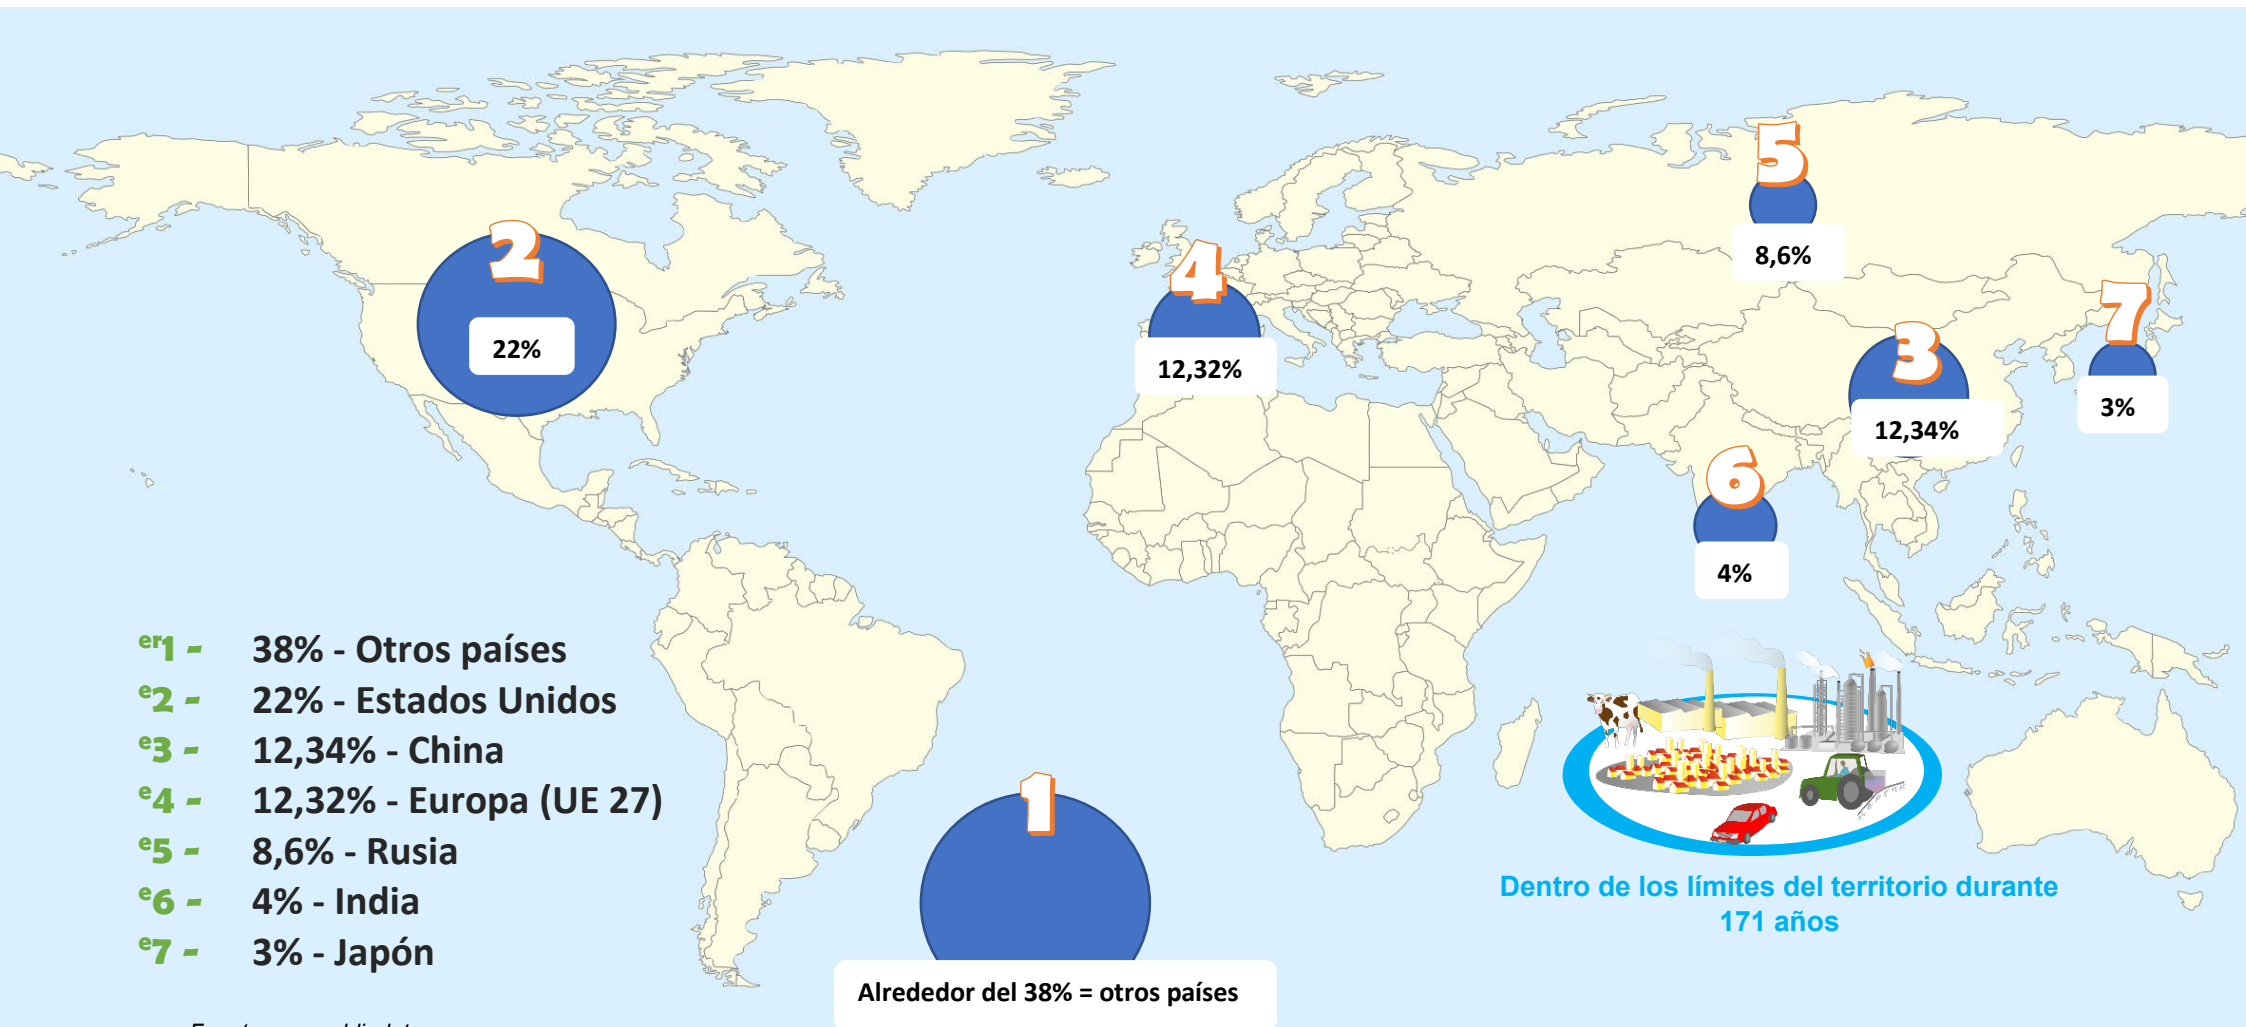 5
8,6%
2
22%
4
12,32%
7
3%
3
12,34%
6
4%
er1 - 38% - Otros países
e2 - 22% - Estados Unidos
e3 - 12,34% - China
e4 - 12,32% - Europa (UE 27)
e5 - 8,6% - Rusia
e6 - 4% - India
e7 - 3% - Japón
1
Alrededor del 38% = otros países
Dentro de los límites del territorio durante
171 años